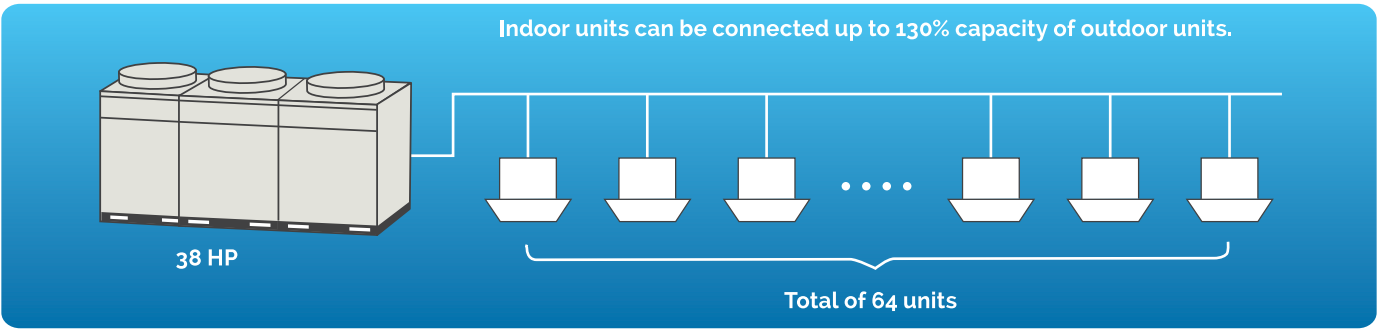 Indoor units can be connected up to 130% capacity of outdoor units.
38 HP
Total of 64 units